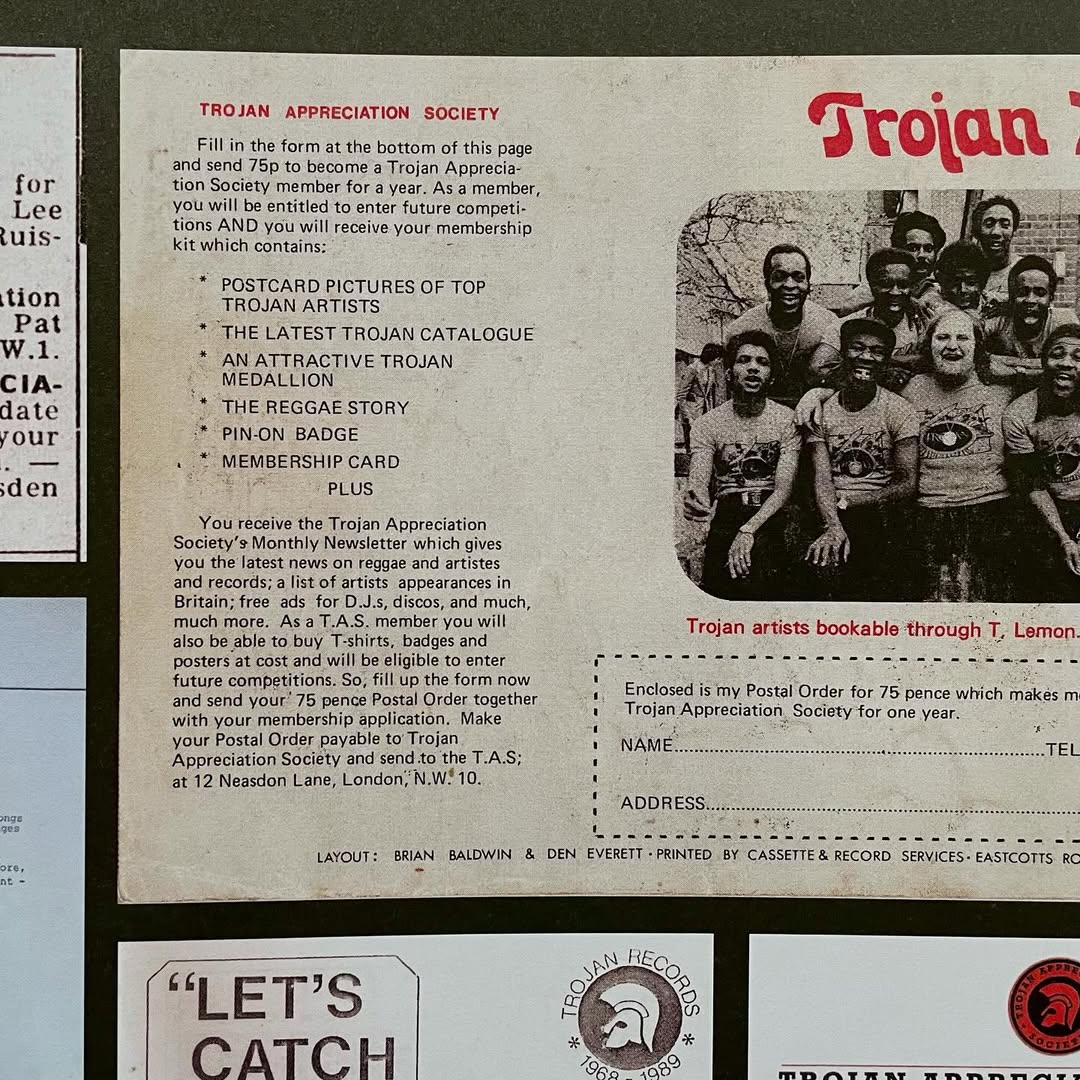 for
Lee
Pat
W.1.
CIA-
date
your
TROJAN APPRECIATION SOCIETY
Fill in the form at the bottom of this page
and send 75p to become a Trojan Apprecia-
tion Society member for a year. As a member,
you will be entitled to enter future competi-
tions AND you will receive your membership
kit which contains:
* POSTCARD PICTURES OF TOP
TROJAN ARTISTS
* THE LATEST TROJAN CATALOGUE
* AN ATTRACTIVE TROJAN
MEDALLION
* THE REGGAE STORY
* PIN-ON BADGE
* MEMBERSHIP CARD
PLUS
You receive the Trojan Appreciation
Society's Monthly Newsletter which gives
you the latest news on reggae and artistes
and records; a list of artists appearances in
Britain; free ads for D.J.s, discos, and much,
much more. As a T.A.S. member you will
also be able to buy T-shirts, badges and
posters at cost and will be eligible to enter
future competitions. So, fill up the form now
and send your 75 pence Postal Order together
with your membership application. Make
your Postal Order payable to Trojan
Appreciation Society and send to the T.A.S;
at 12 Neasdon Lane, London, N.W. 10.
Trojan
Trojan artists bookable through T. Lemon.
Enclosed is my Postal Order for 75 pence which makes
Trojan Appreciation Society for one year.
NAME TEL
ADDRESS
LAYOUT: BRIAN BALDWIN & DEN EVERETT · PRINTED BY CASSETTE & RECORD SERVICES · EASTCOTTS
"LET'S
CATCH
TROJAN RECORDS
* 1968 - 1989 *
TROJAN
SOCIETY
TROJAN